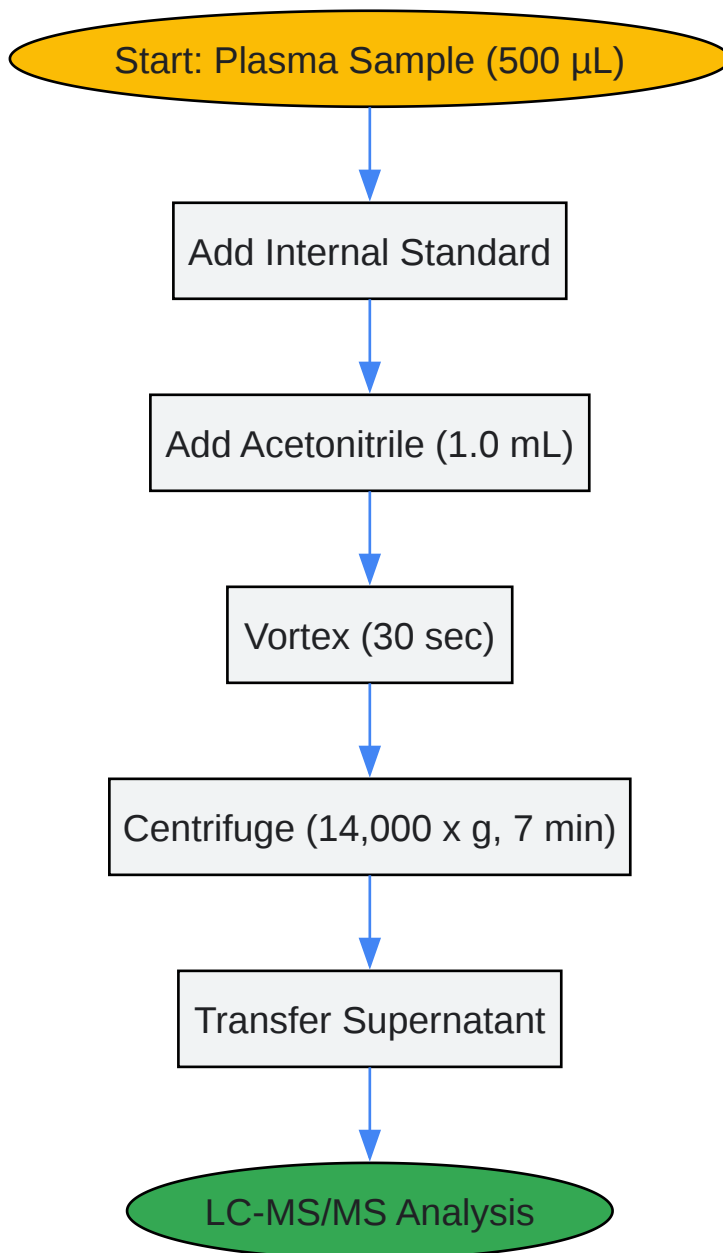 Start: Plasma Sample (500 µL)
Add Internal Standard
Add Acetonitrile (1.0 mL)
Vortex (30 sec)
Centrifuge (14,000 x g, 7 min)
Transfer Supernatant
LC-MS/MS Analysis